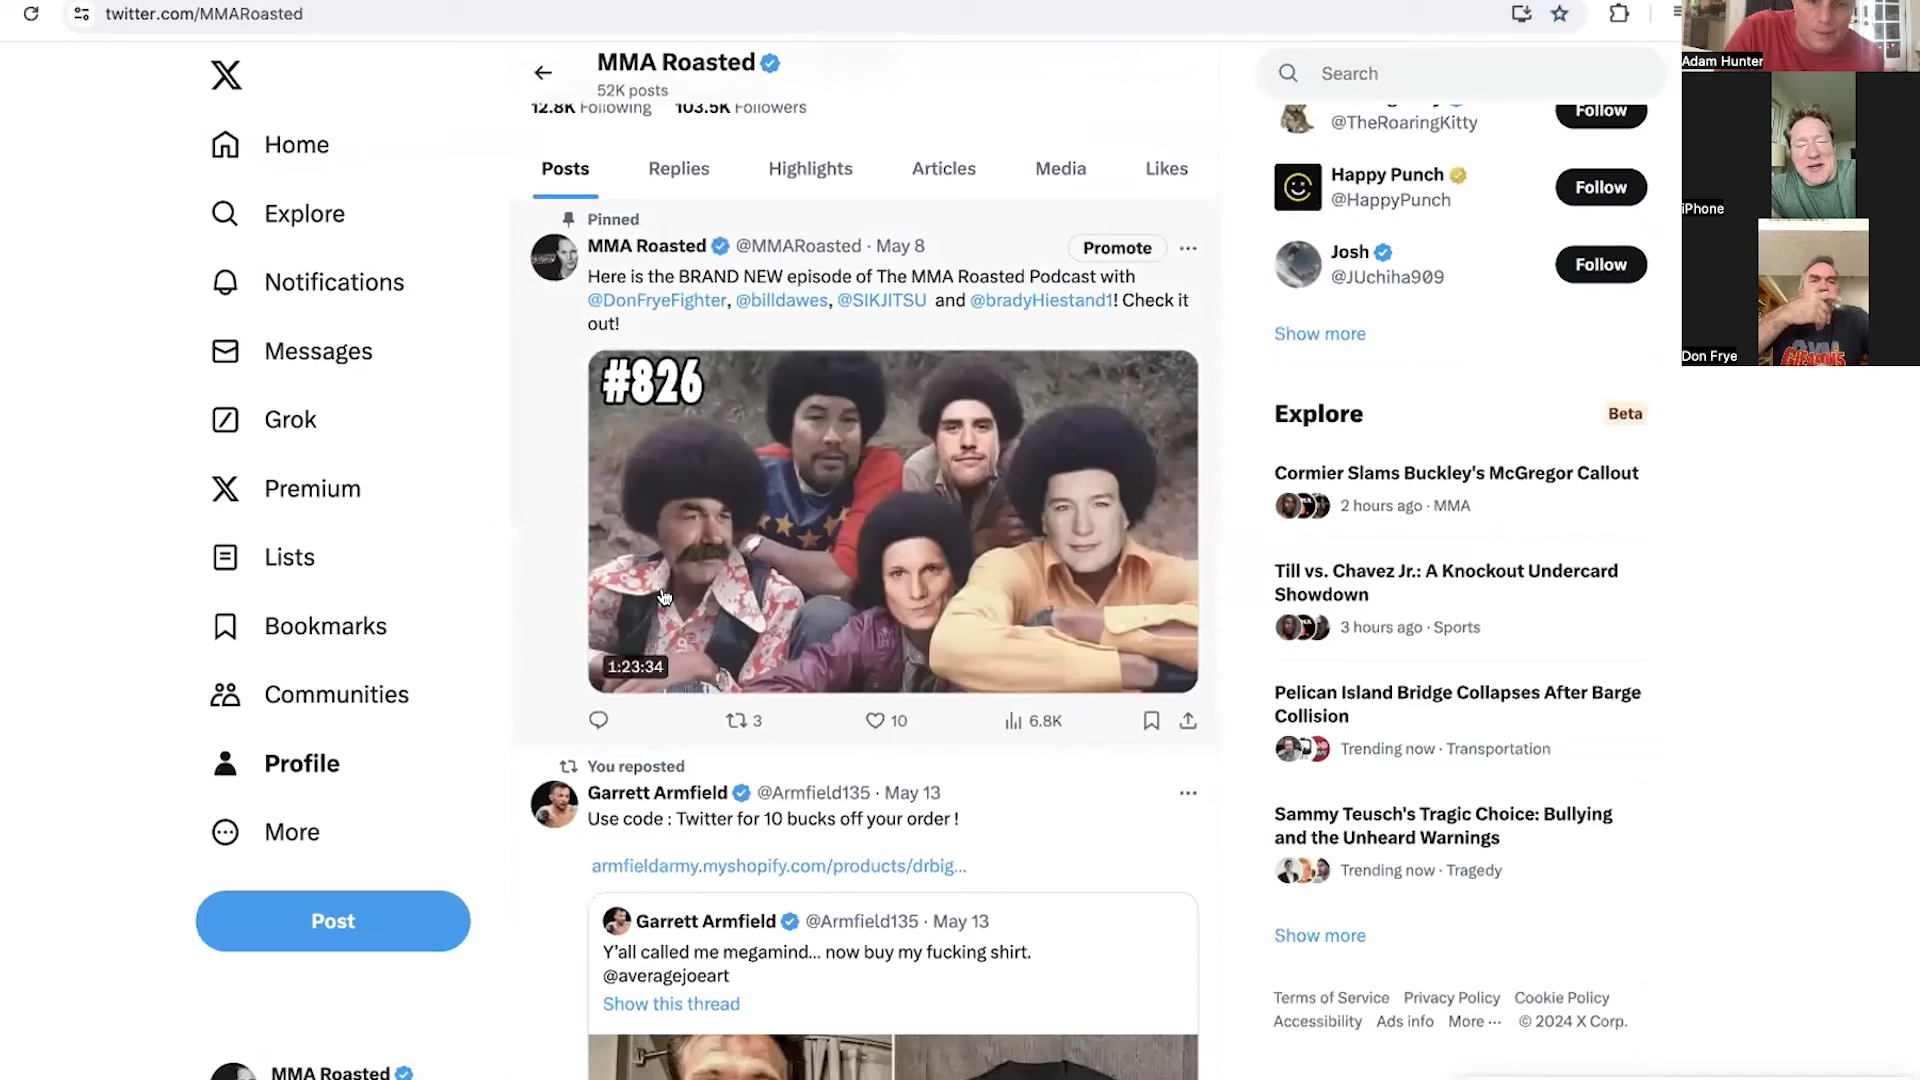 twitter.com/MMARoasted
MMA Roasted
52K posts
12.8K Following 103.5K Followers
Posts Replies Highlights Articles Media Likes
Home
Explore
Notifications
Messages
Grok
Premium
Lists
Bookmarks
Communities
Profile
More
Post
MMA Roasted
Pinned
MMA Roasted @MMARoasted · May 8
Promote
Here is the BRAND NEW episode of The MMA Roasted Podcast with
@DonFryeFighter, @billdawes, @SIKJITSU and @bradyHiestand1! Check it
out!
#826
1:23:34
3 10 6.8K
You reposted
Garrett Armfield @Armfield135 · May 13
Use code : Twitter for 10 bucks off your order !
armfieldarmy.myshopify.com/products/drbig...
Garrett Armfield @Armfield135 · May 13
Y'all called me megamind... now buy my fucking shirt.
@averagejoeart
Show this thread
Search
@TheRoaringKitty
Follow
Happy Punch
@HappyPunch
Follow
Josh
@JUchiha909
Follow
Show more
Explore
Beta
Cormier Slams Buckley's McGregor Callout
2 hours ago · MMA
Till vs. Chavez Jr.: A Knockout Undercard
Showdown
3 hours ago · Sports
Pelican Island Bridge Collapses After Barge
Collision
Trending now · Transportation
Sammy Teusch's Tragic Choice: Bullying
and the Unheard Warnings
Trending now · Tragedy
Show more
Terms of Service Privacy Policy Cookie Policy
Accessibility Ads info More ··· © 2024 X Corp.
Adam Hunter
iPhone
Don Frye